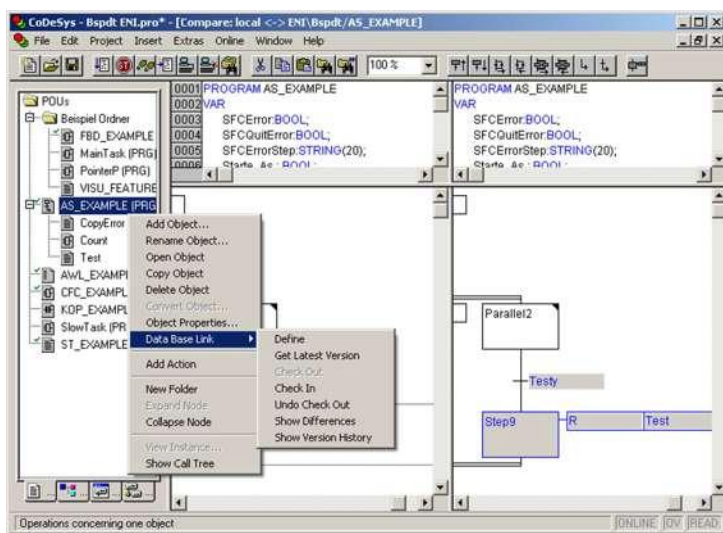 CoDeSys - Bspdt ENI.pro* - [Compare: local <-> ENI\Bspdt/AS_EXAMPLE]
File Edit Project Insert Extras Online Window Help
100 %
POUs
Beispiel Ordner
FBD_EXAMPLE
MainTask (PRG)
PointerP (PRG)
VISU_FEATURE
AS_EXAMPLE (PRG
CopyError
Count
Test
AWL_EXAMPL
CFC_EXAMPL
KOP_EXAMPL
SlowTask (PR
ST_EXAMPLE
0001 PROGRAM AS_EXAMPLE
0002 VAR
0003 SFCError:BOOL;
0004 SFCQuitError:BOOL;
0005 SFCErrorStep:STRING(20);
0006 Starte_As : BOOL;
PROGRAM AS_EXAMPLE
VAR
SFCError:BOOL;
SFCQuitError:BOOL;
SFCErrorStep:STRING(20);
Starte_As : BOOL;
Add Object...
Rename Object...
Open Object
Copy Object
Delete Object
Convert Object...
Object Properties...
Data Base Link
Add Action
New Folder
Expand Node
Collapse Node
View Instance...
Show Call Tree
Define
Get Latest Version
Check Out
Check In
Undo Check Out
Show Differences
Show Version History
Parallel2
Testy
Step9
R
Test
Operations concerning one object
ONLINE OV READ